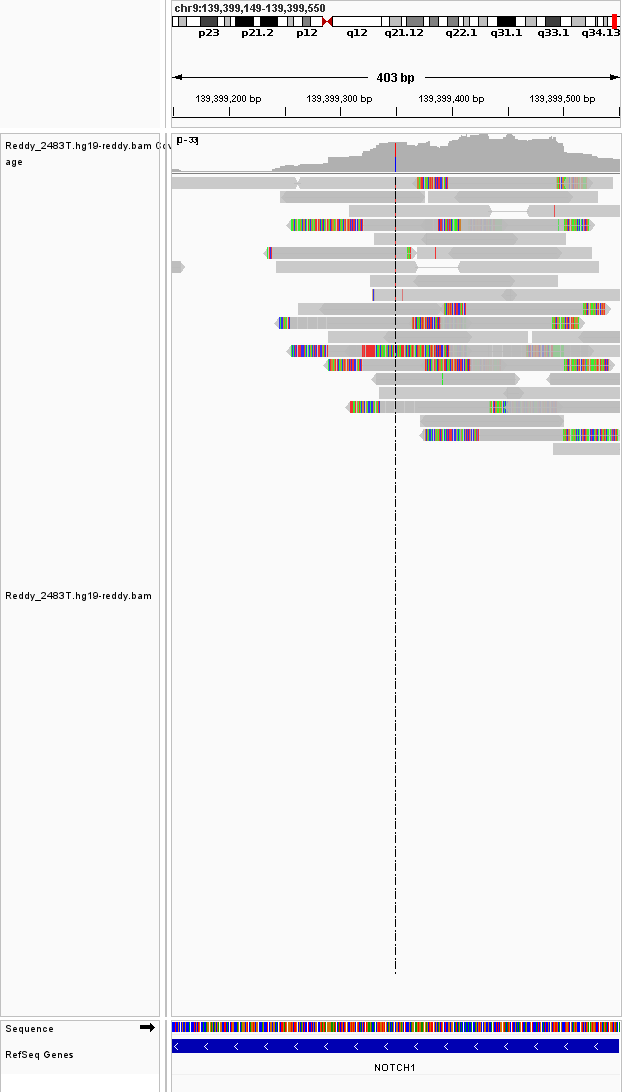 chr9:139,399,149-139,399,550
p23 p21.2 p12 q12 q21.12 q22.1 q31.1 q33.1 q34.13
403 bp
139,399,200 bp 139,399,300 bp 139,399,400 bp 139,399,500 bp
Reddy_2483T.hg19-reddy.bam Cov
age
[0-33]
Reddy_2483T.hg19-reddy.bam
Sequence
RefSeq Genes
NOTCH1